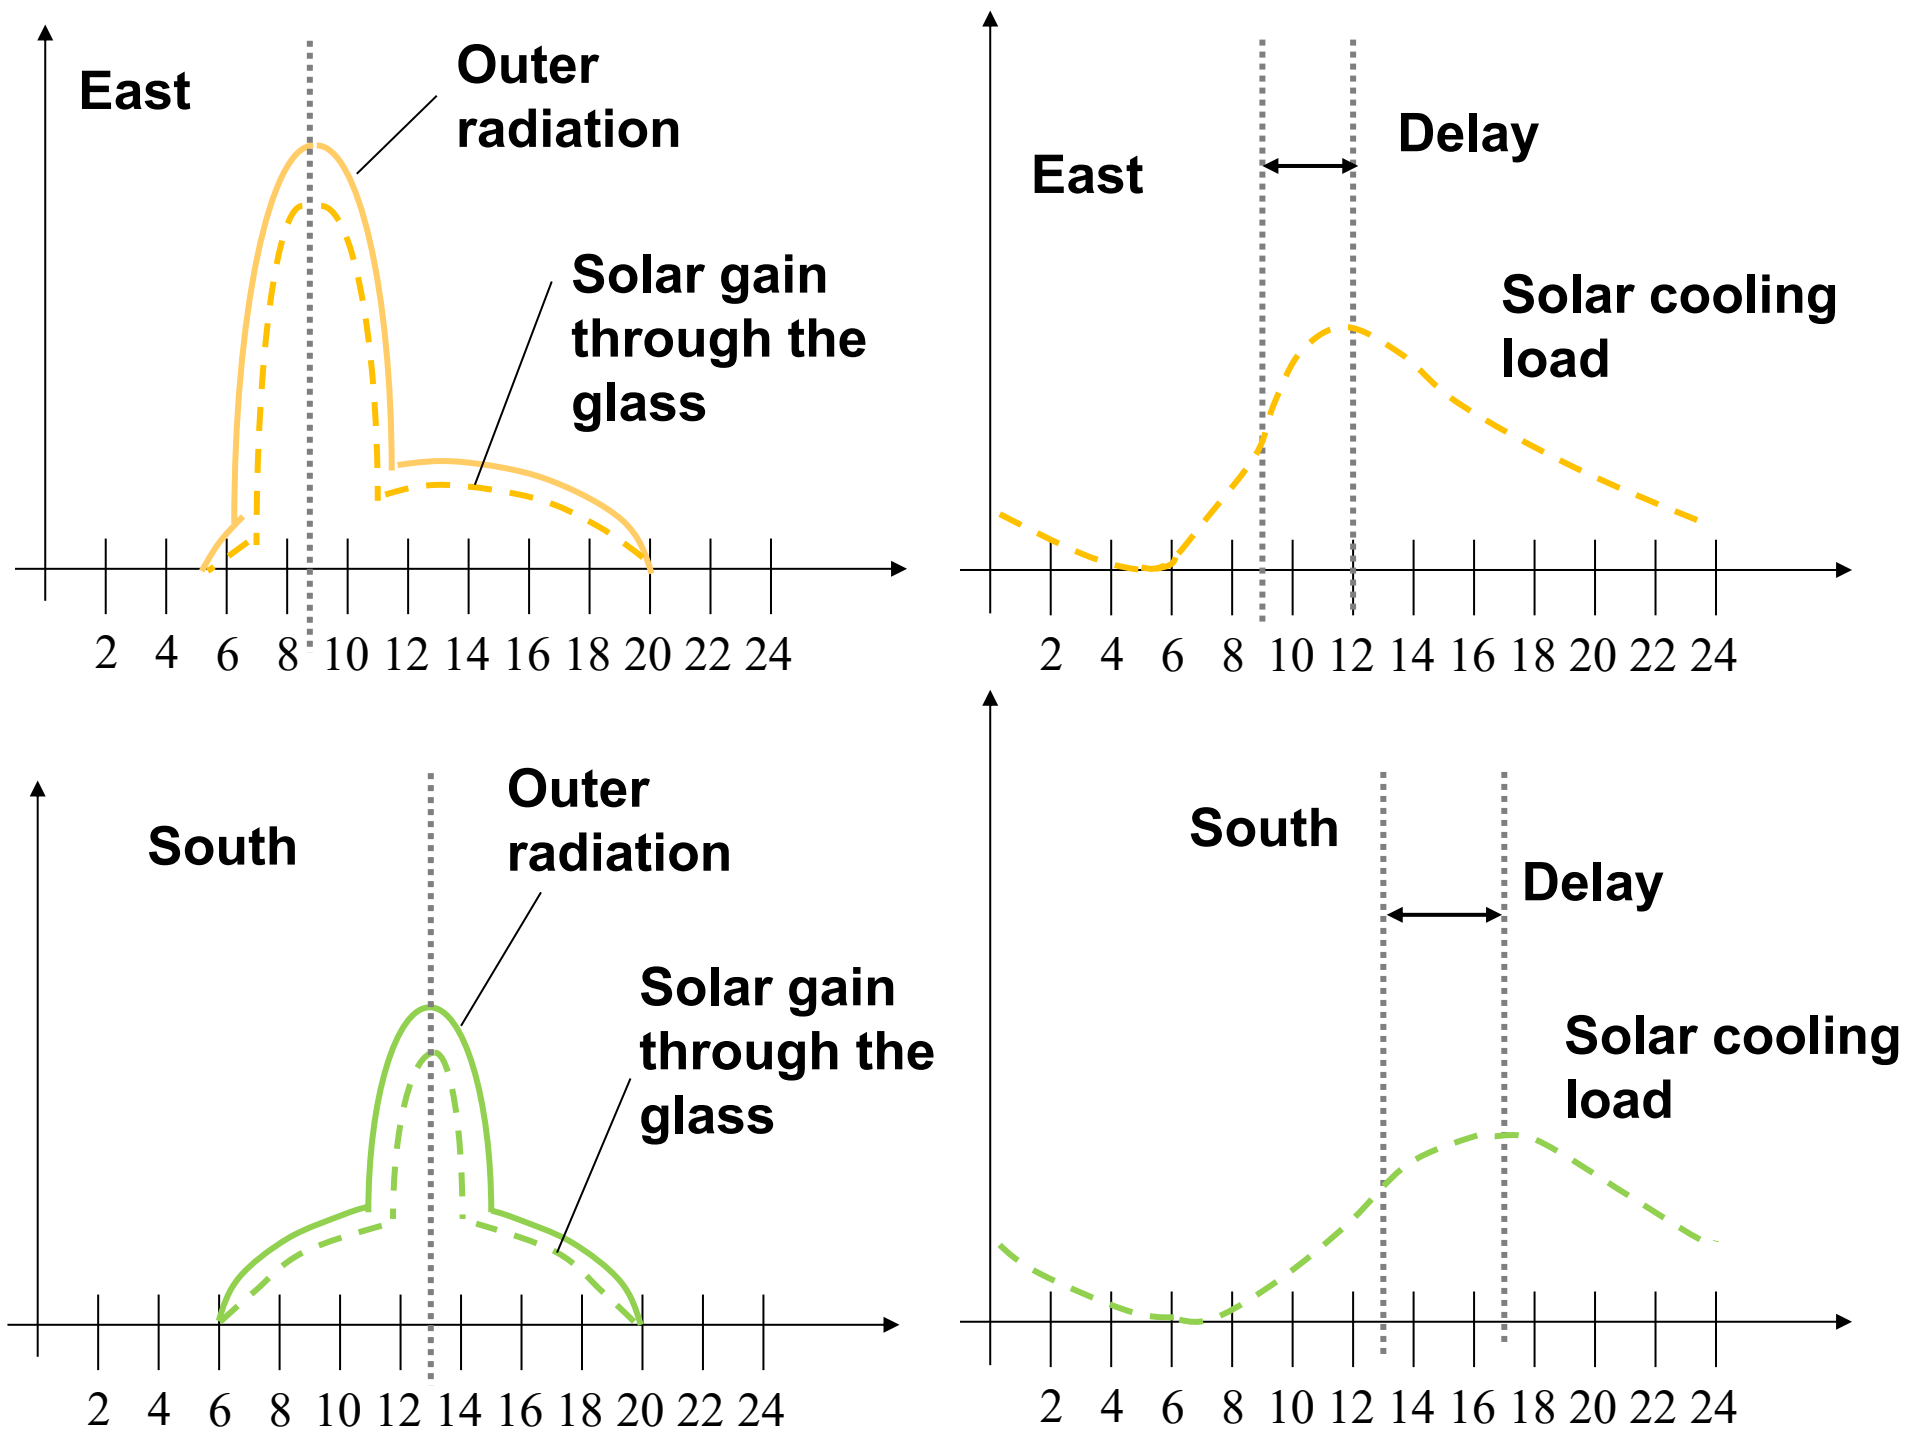 East
Outer
radiation
Solar gain
through the
glass
2 4 6 8 10 12 14 16 18 20 22 24
East
Delay
Solar cooling
load
2 4 6 8 10 12 14 16 18 20 22 24
South
Outer
radiation
Solar gain
through the
glass
2 4 6 8 10 12 14 16 18 20 22 24
South
Delay
Solar cooling
load
2 4 6 8 10 12 14 16 18 20 22 24